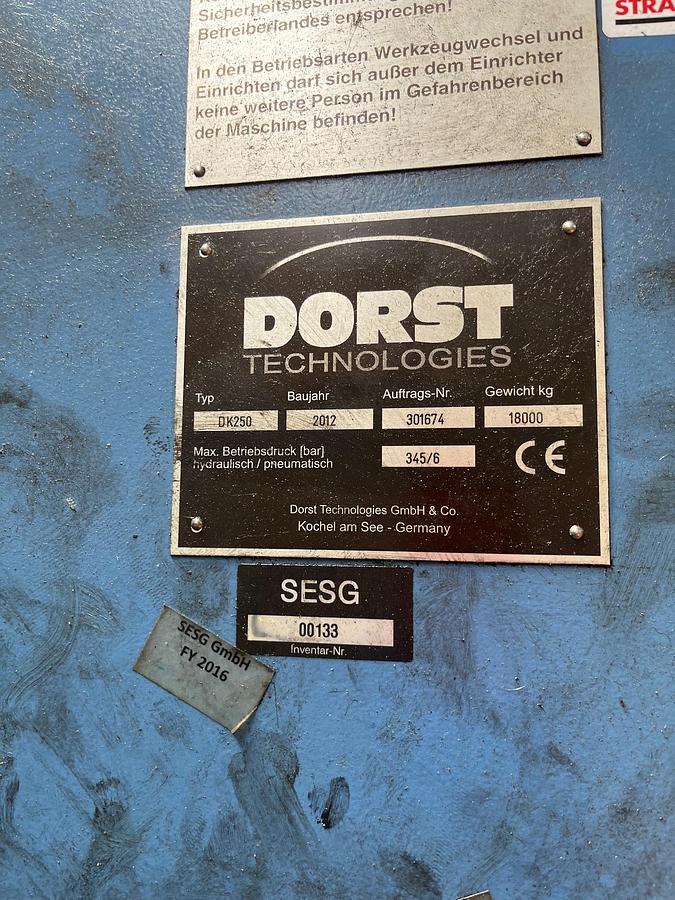 Sicherheitsbestimm
Betreiberlandes entsprechen!
In den Betriebsarten Werkzeugwechsel und
Einrichten darf sich außer dem Einrichter
keine weitere Person im Gefahrenbereich
der Maschine befinden!
STRA
DORST
TECHNOLOGIES
Typ Baujahr Auftrags-Nr. Gewicht kg
DK250 2012 301674 18000
Max. Betriebsdruck [bar]
hydraulisch / pneumatisch
345/6 CE
Dorst Technologies GmbH & Co.
Kochel am See - Germany
SESG
00133
Inventar-Nr.
SESG GmbH
FY 2016